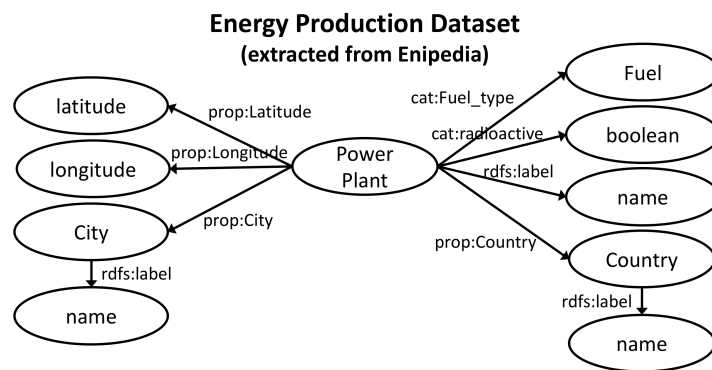 Energy Production Dataset
(extracted from Enipedia)
latitude
prop:Latitude
longitude
prop:Longitude
City
prop:City
rdfs:label
name
Power
Plant
cat:Fuel_type
Fuel
cat:radioactive
boolean
rdfs:label
name
prop:Country
Country
rdfs:label
name